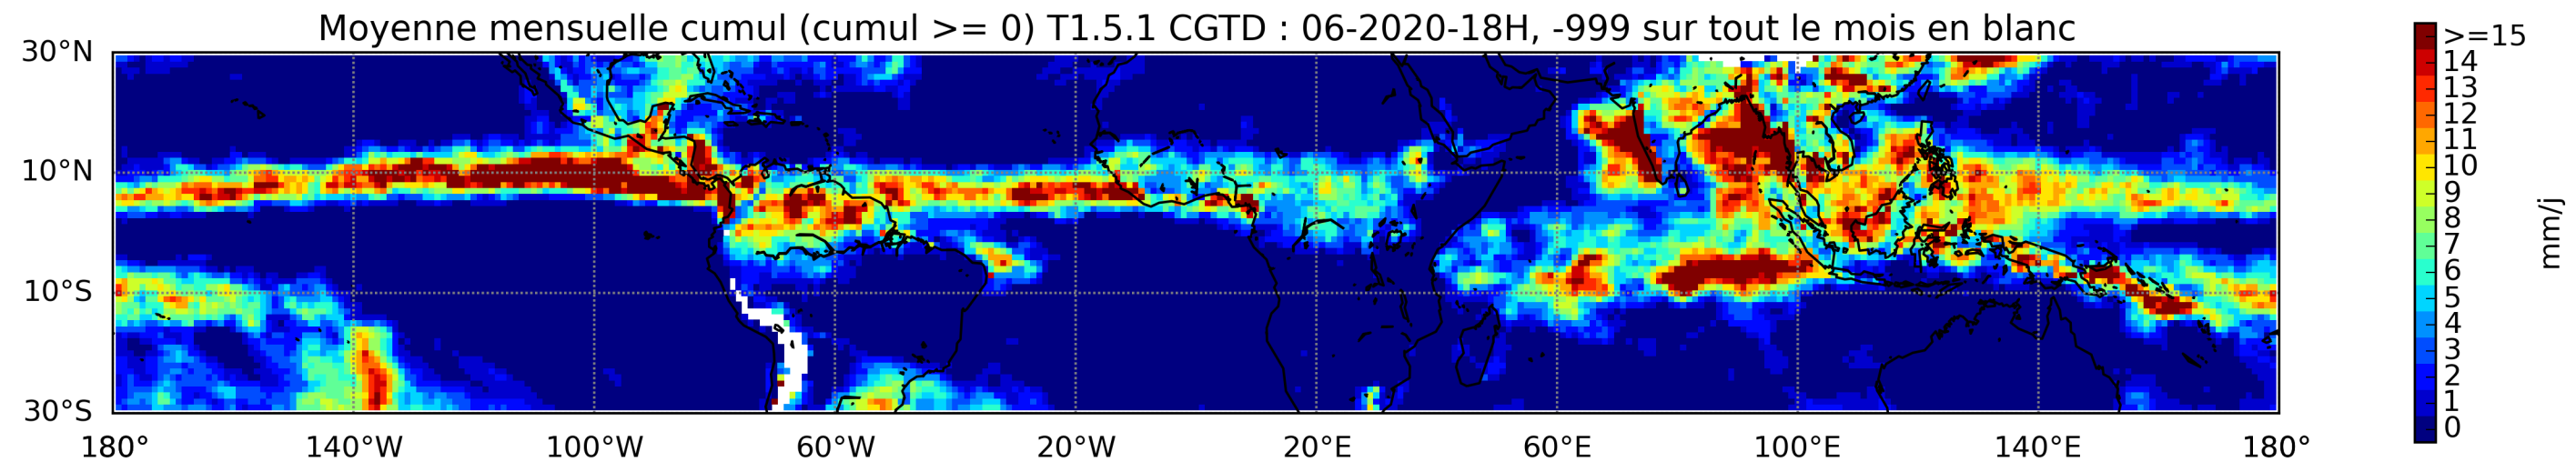 Moyenne mensuelle cumul (cumul >= 0) T1.5.1 CGTD : 06-2020-18H, -999 sur tout le mois en blanc
30°N
10°N
10°S
30°S
180° 140°W 100°W 60°W 20°W 20°E 60°E 100°E 140°E 180°
>=15
14
13
12
11
10
9
8
7
6
5
4
3
2
1
0
mm/j